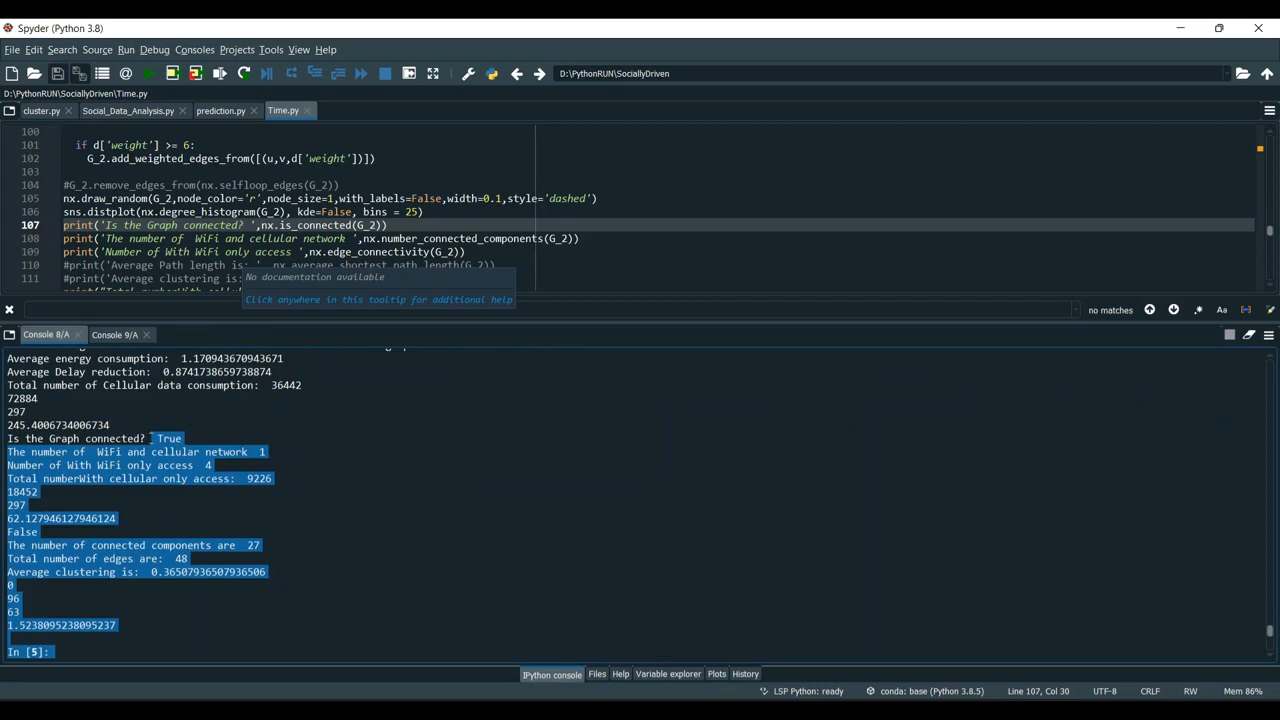 Spyder (Python 3.8)
File Edit Search Source Run Debug Consoles Projects Tools View Help
D:\PythonRUN\SociallyDriven
D:\PythonRUN\SociallyDriven\Time.py
cluster.py Social_Data_Analysis.py prediction.py Time.py
100
101 if d['weight'] >= 6:
102 G_2.add_weighted_edges_from([(u,v,d['weight'])])
103
104 #G_2.remove_edges_from(nx.selfloop_edges(G_2))
105 nx.draw_random(G_2,node_color='r',node_size=1,with_labels=False,width=0.1,style='dashed')
106 sns.distplot(nx.degree_histogram(G_2), kde=False, bins = 25)
107 print('Is the Graph connected? ',nx.is_connected(G_2))
108 print('The number of  WiFi and cellular network ',nx.number_connected_components(G_2))
109 print('Number of With WiFi only access ',nx.edge_connectivity(G_2))
110 #print('Average Path length is: ', nx.average_shortest_path_length(G_2))
111 #print('Average clustering is:
No documentation available
Click anywhere in this tooltip for additional help
no matches .* Aa
Console 8/A Console 9/A
Average energy consumption:  1.170943670943671
Average Delay reduction:  0.8741738659738874
Total number of Cellular data consumption:  36442
72884
297
245.4006734006734
Is the Graph connected?  True
The number of  WiFi and cellular network  1
Number of With WiFi only access  4
Total numberWith cellular only access:  9226
18452
297
62.127946127946124
False
The number of connected components are  27
Total number of edges are:  48
Average clustering is:  0.36507936507936506
0
96
63
1.5238095238095237
In [5]:
IPython console Files Help Variable explorer Plots History
LSP Python: ready conda: base (Python 3.8.5) Line 107, Col 30 UTF-8 CRLF RW Mem 86%